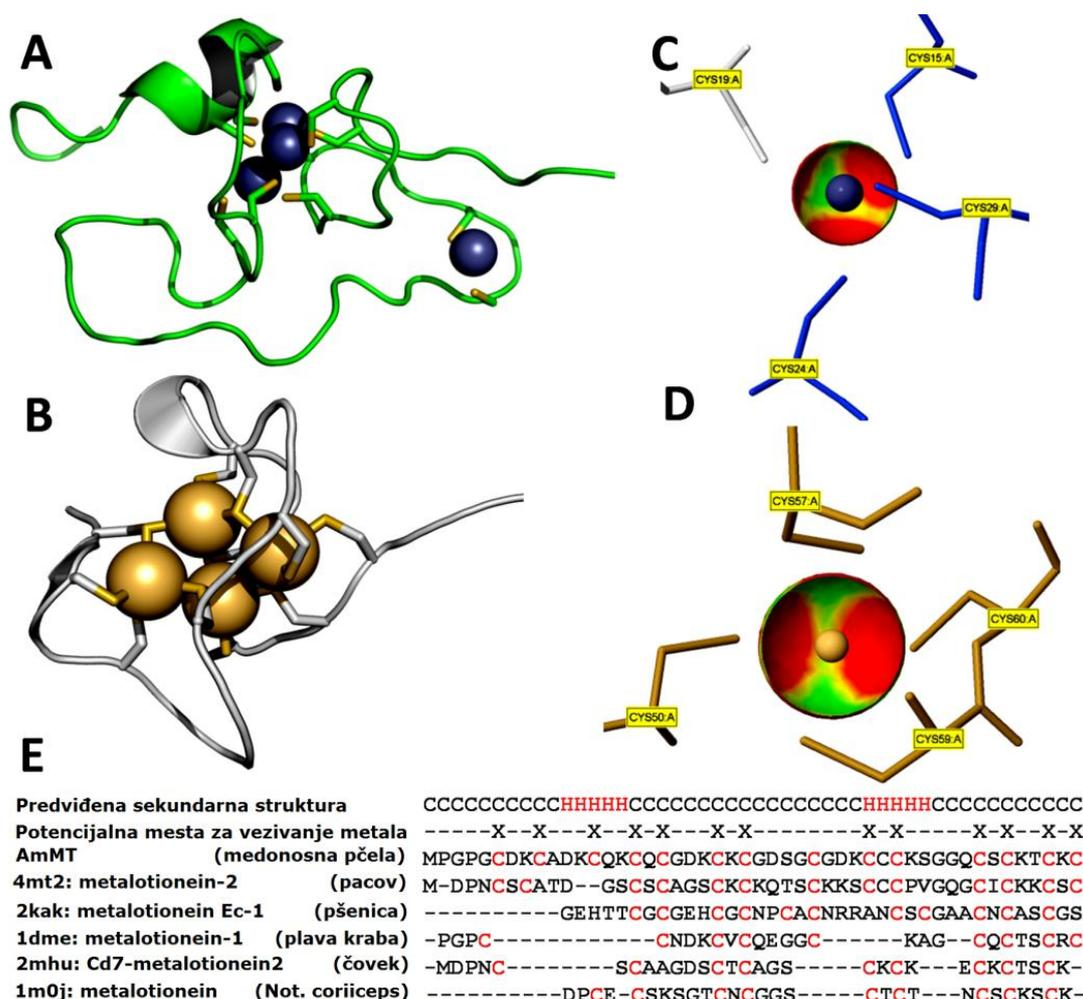 A
C
CYS15:A
CYS19:A
CYS29:A
CYS24:A
B
D
CYS57:A
CYS60:A
CYS50:A
CYS59:A
E
Predviđena sekundarna struktura CCCCCCCCCCHHHHHCCCCCCCCCCCCCCCCCHHHHHCCCCCCCCCCC
Potencijalna mesta za vezivanje metala -----X--X---X--X-X---X-X--------X-X-----X-X--X-X
AmMT (medonosna pčela) MPGPGCDKCADKCQKCQCGDKCKCGDSGCGDKCCCKSGGQCSCKTCKC
4mt2: metalotionein-2 (pacov) M-DPNCSCATD--GSCSCAGSCKCKQTSCKKSCCCPVGQGCICKKCSC
2kak: metalotionein Ec-1 (pšenica) ----------GEHTTCGCGEHCGCNPCACNRRANCSCGAACNCASCGS
1dme: metalotionein-1 (plava kraba) -PGPC------------CNDKCVCQEGGC------KAG--CQCTSCRC
2mhu: Cd7-metalotionein2 (čovek) -MDPNC--------SCAAGDSCTCAGS-----CKCK---ECKCTSCK-
1m0j: metalotionein (Not. coriiceps) ----------DPCE-CSKSGTCNCGGS-----CTCT---NCSCKSCK-